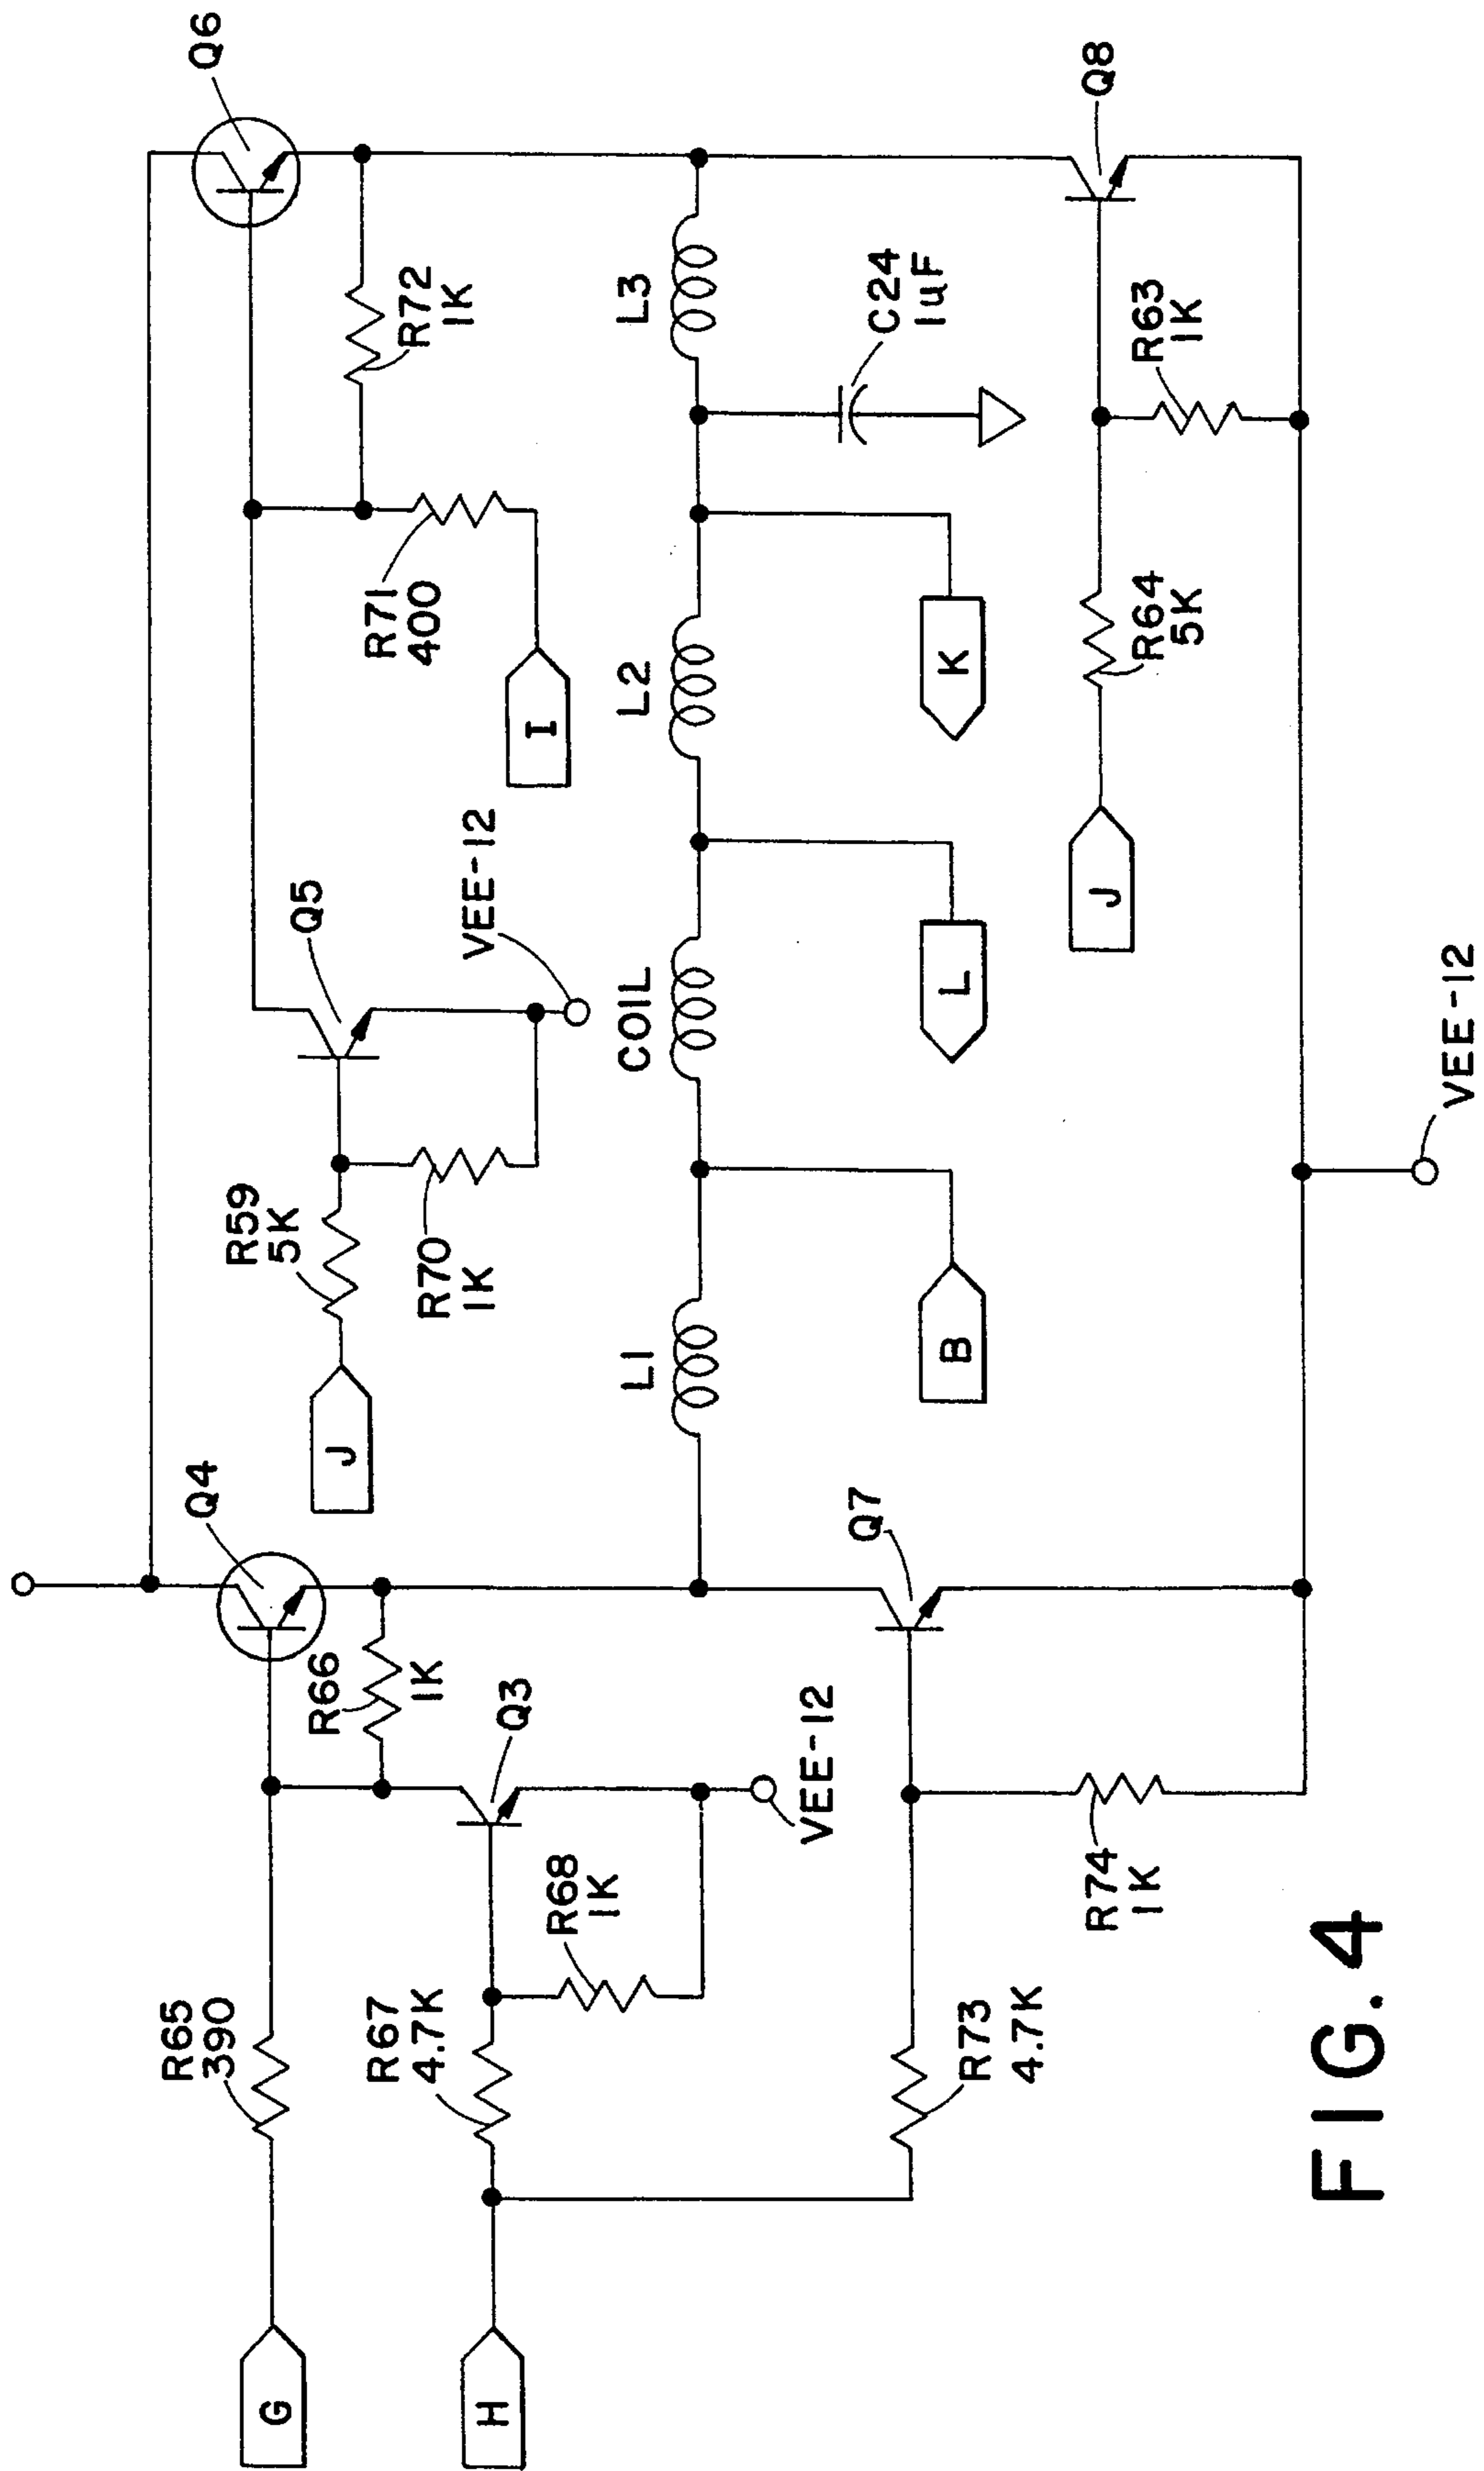 Q4
Q6
R65
390
R66
1K
R59
5K
Q5
R72
1K
G
J
R71
400
R67
4.7K
Q3
R70
1K
VEE-12
I
H
R68
1K
L1
COIL
L2
L3
VEE-12
Q7
B
L
K
C24
1uF
R73
4.7K
R74
1K
J
R64
5K
R63
1K
Q8
VEE-12
FIG. 4